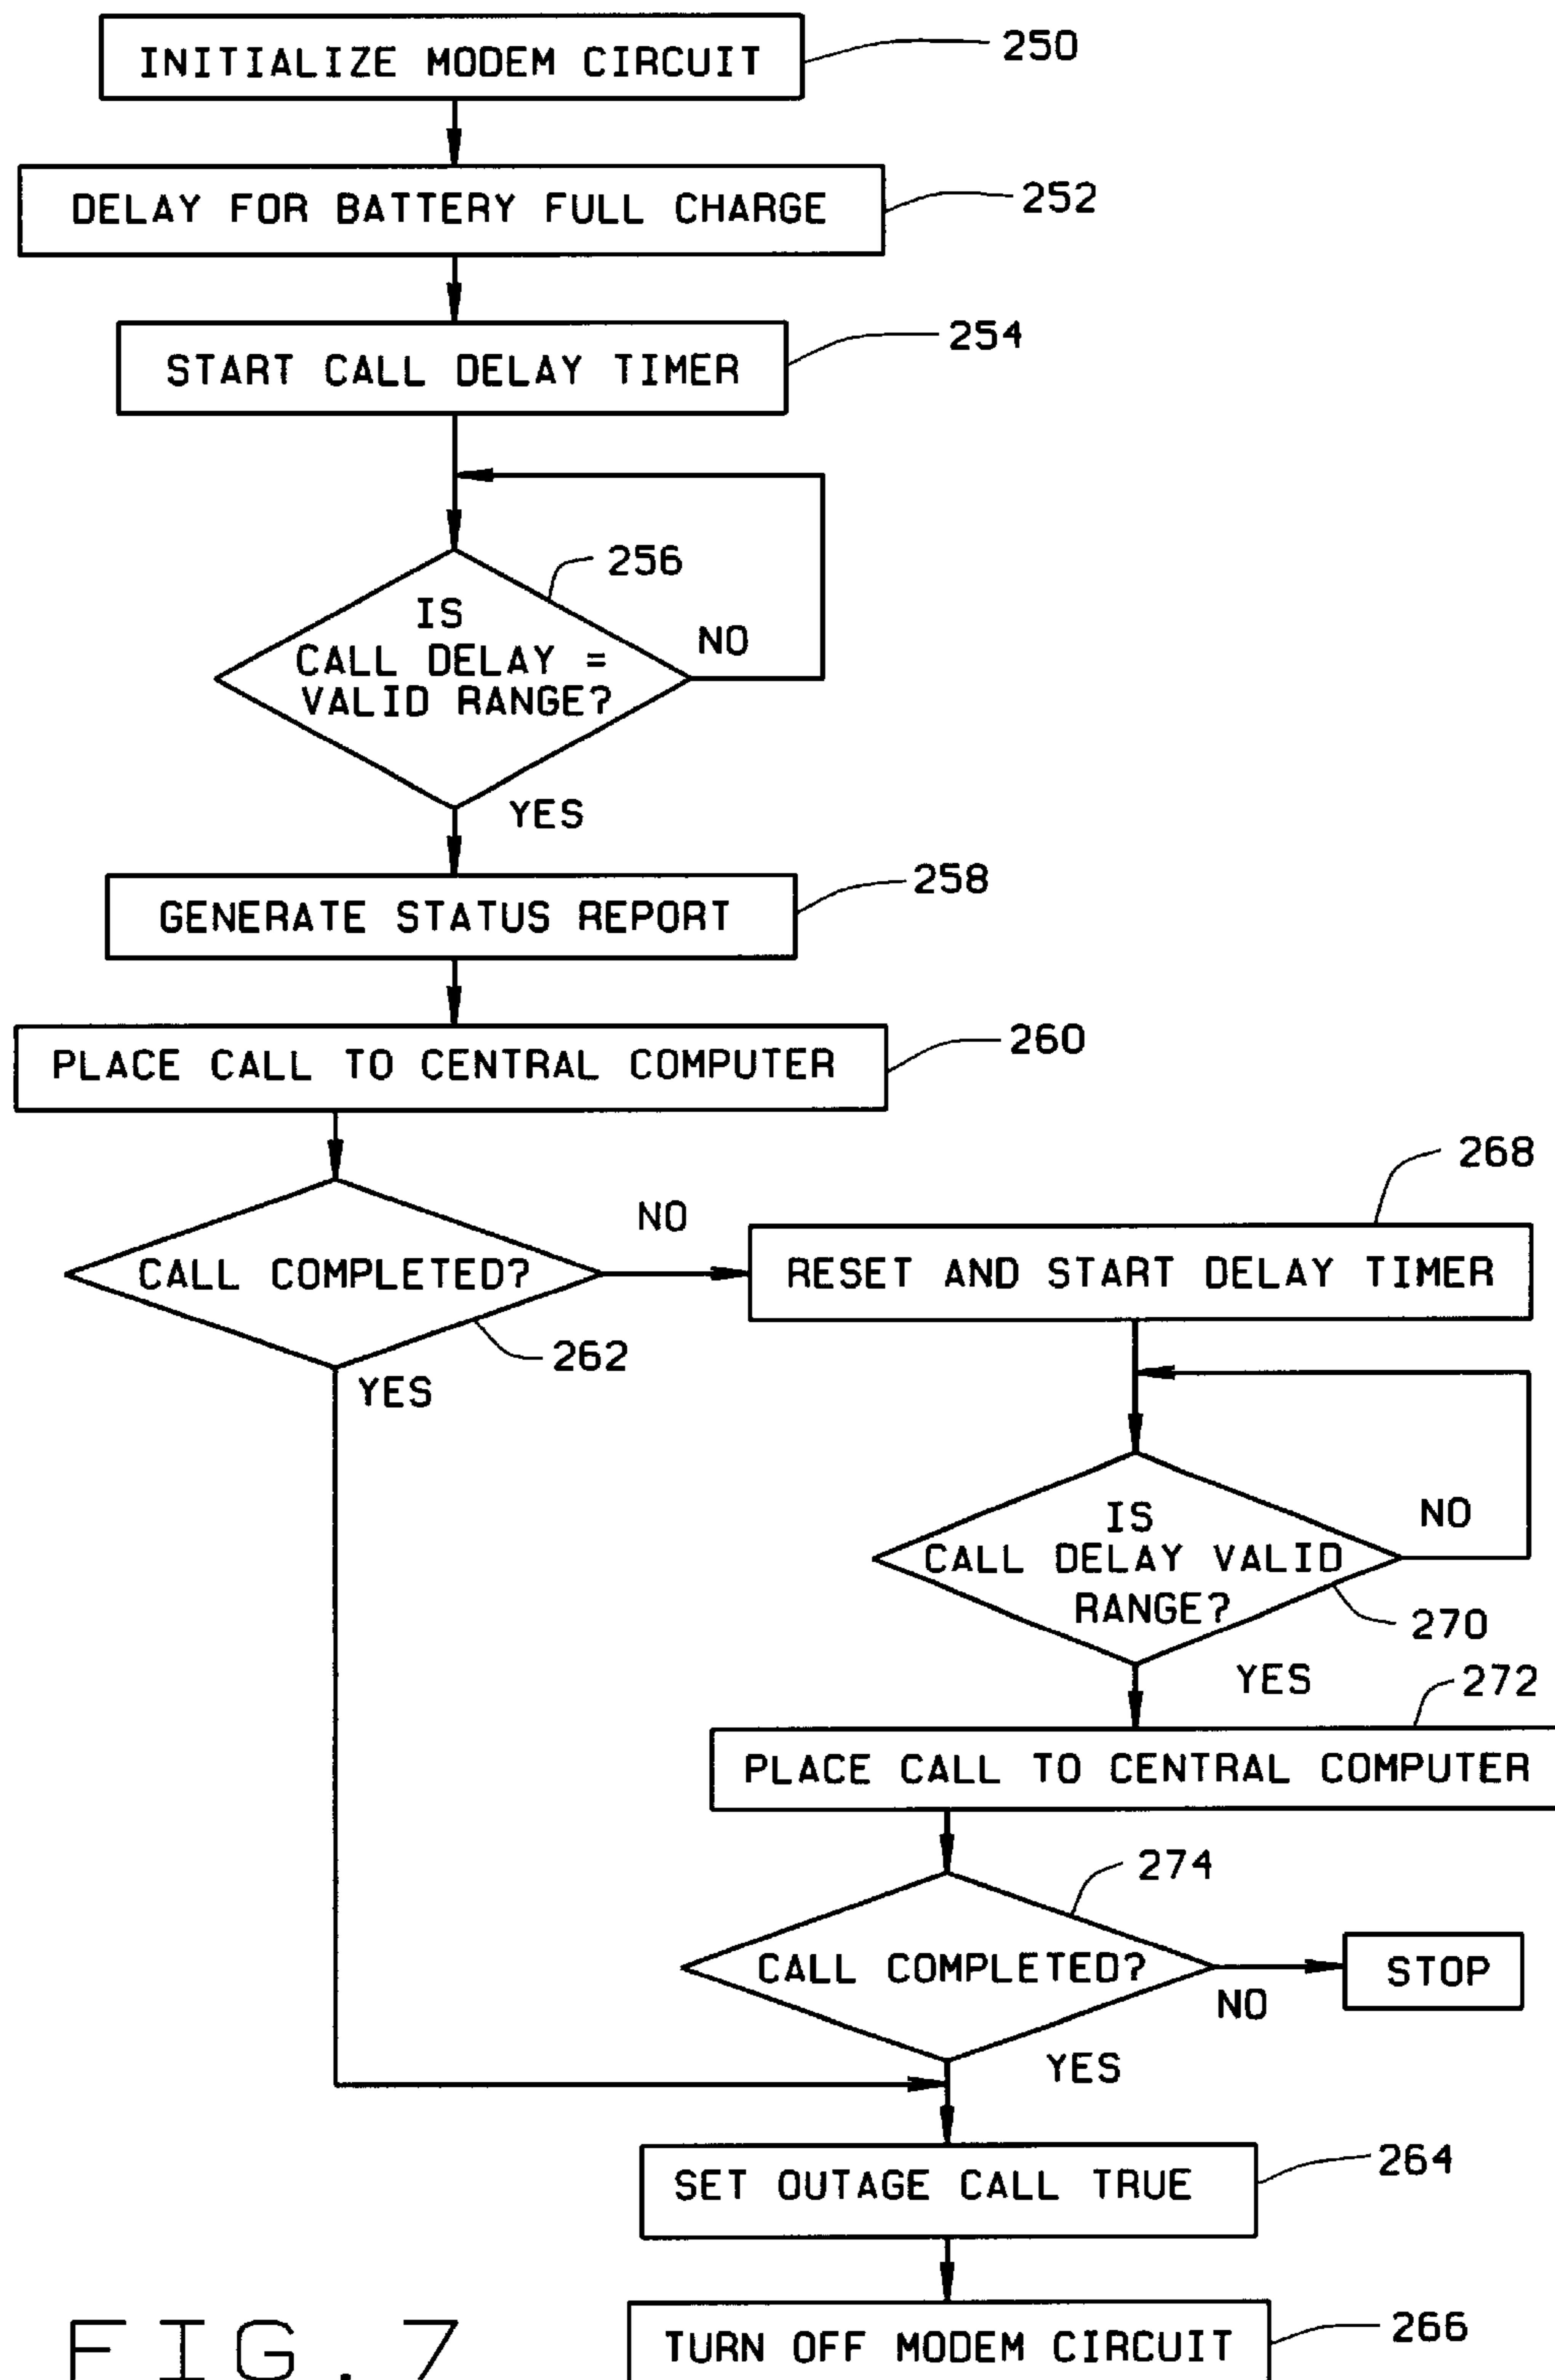 INITIALIZE MODEM CIRCUIT
250
DELAY FOR BATTERY FULL CHARGE
252
START CALL DELAY TIMER
254
256
IS
CALL DELAY =
VALID RANGE?
NO
YES
GENERATE STATUS REPORT
258
PLACE CALL TO CENTRAL COMPUTER
260
CALL COMPLETED?
NO
262
YES
268
RESET AND START DELAY TIMER
IS
CALL DELAY VALID
RANGE?
NO
270
YES
272
PLACE CALL TO CENTRAL COMPUTER
274
CALL COMPLETED?
NO
STOP
YES
SET OUTAGE CALL TRUE
264
TURN OFF MODEM CIRCUIT
266
FIG. 7